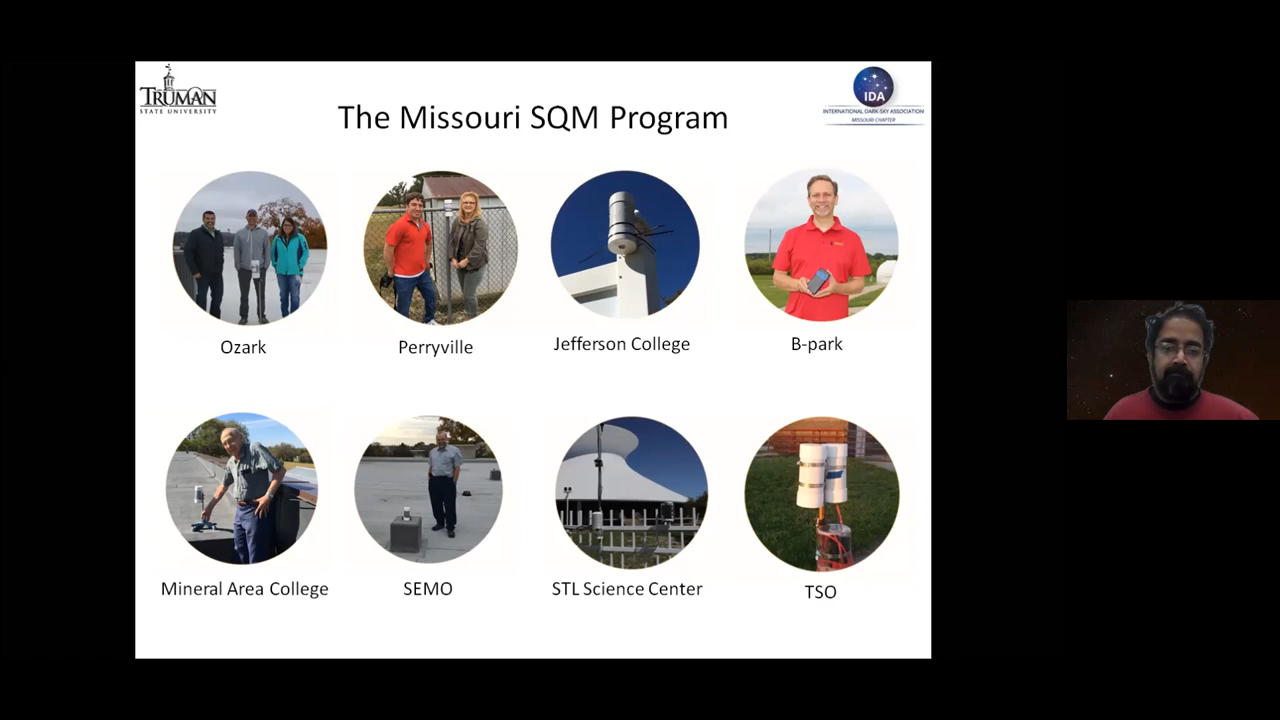 TRUMAN
STATE UNIVERSITY
IDA
INTERNATIONAL DARK-SKY ASSOCIATION
MISSOURI CHAPTER
The Missouri SQM Program
Ozark
Perryville
Jefferson College
B-park
Mineral Area College
SEMO
STL Science Center
TSO